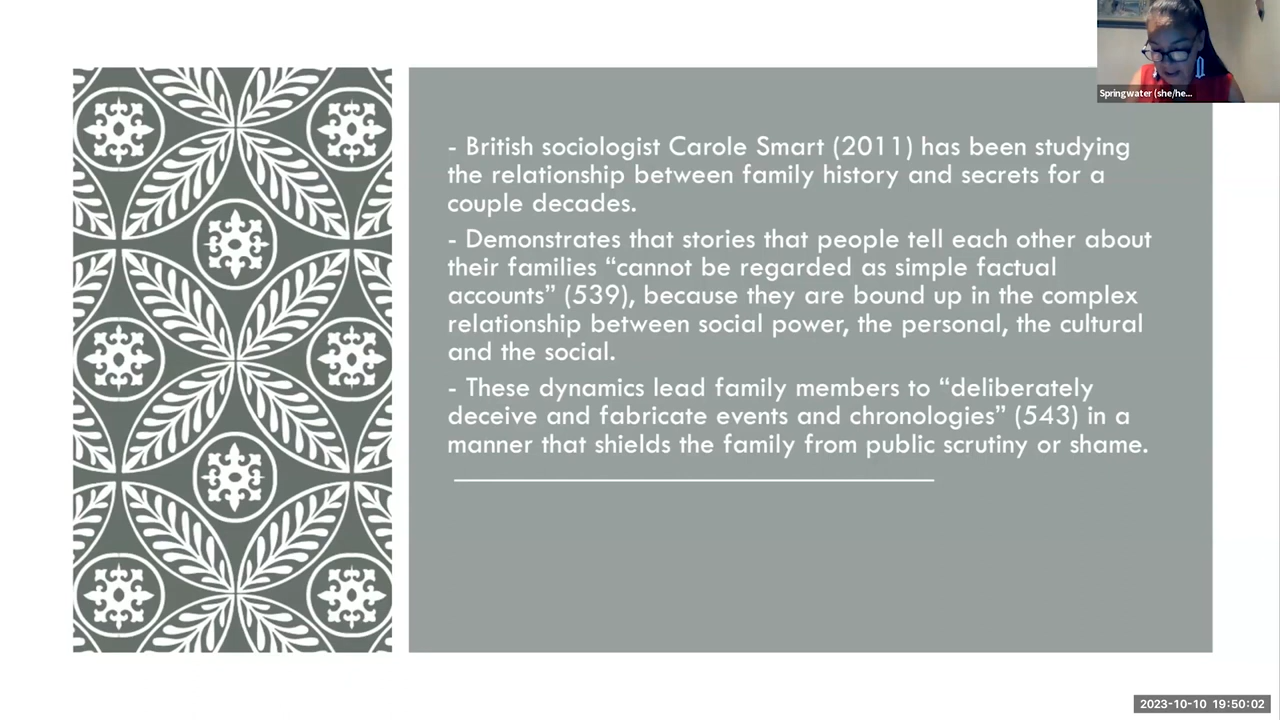 Springwater (she/he...
- British sociologist Carole Smart (2011) has been studying
the relationship between family history and secrets for a
couple decades.
- Demonstrates that stories that people tell each other about
their families “cannot be regarded as simple factual
accounts” (539), because they are bound up in the complex
relationship between social power, the personal, the cultural
and the social.
- These dynamics lead family members to “deliberately
deceive and fabricate events and chronologies” (543) in a
manner that shields the family from public scrutiny or shame.
2023-10-10 19:50:02